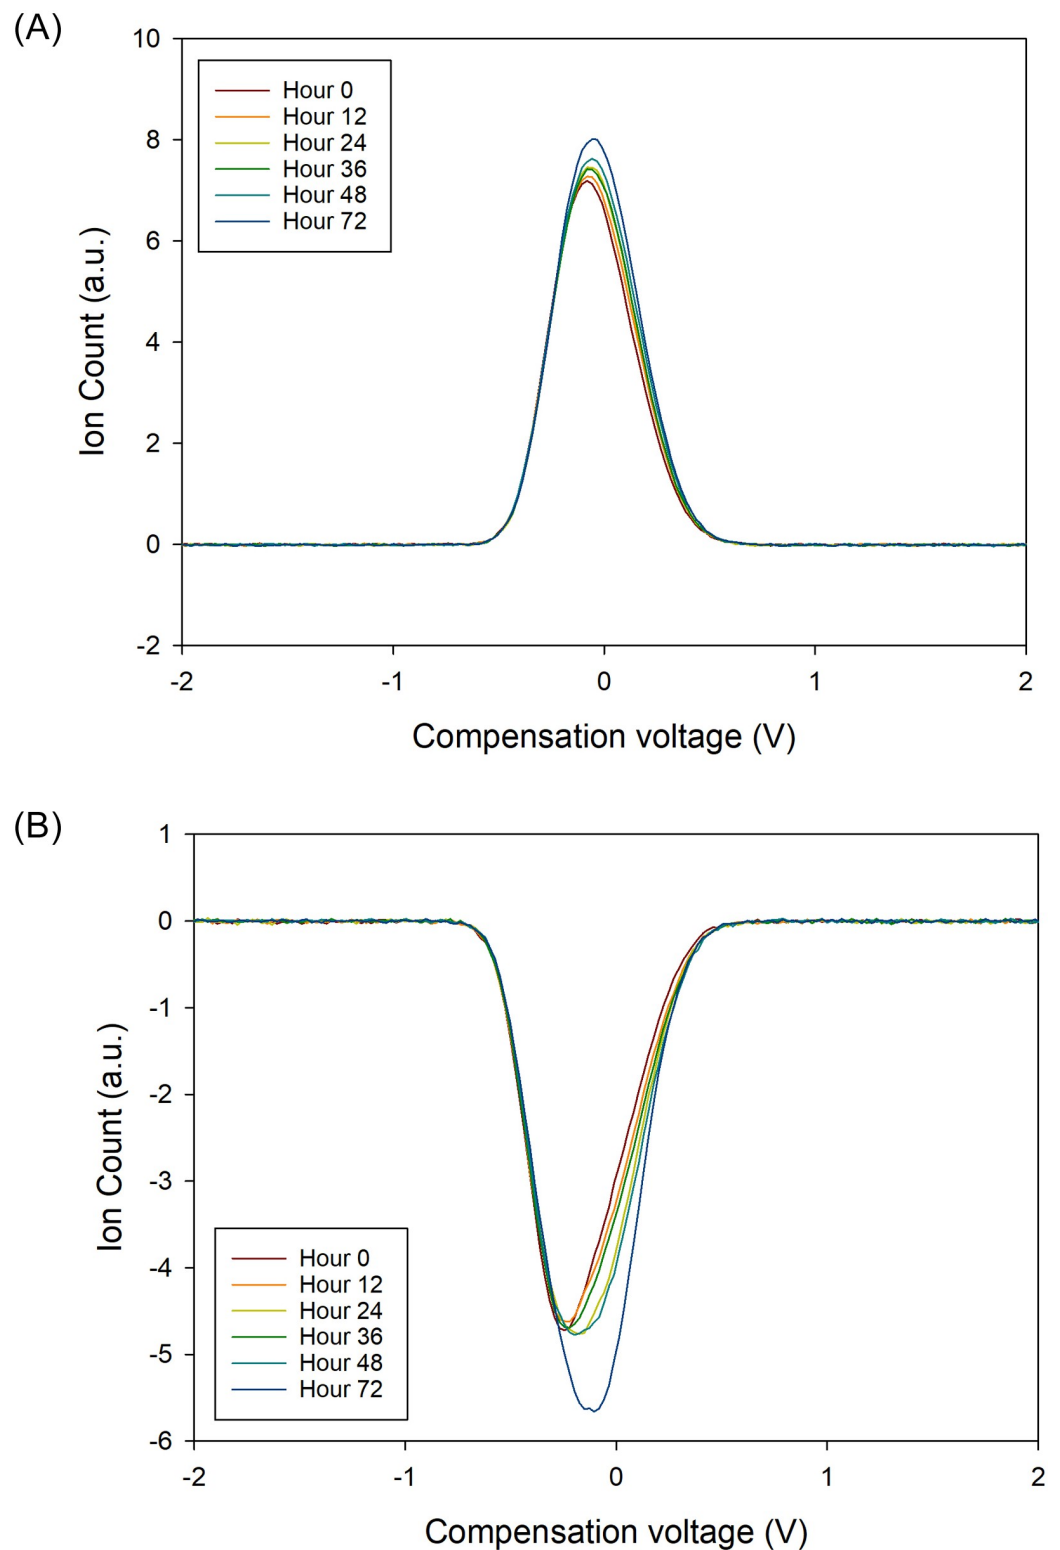 (A)
10
8
6
4
2
0
-2
Ion Count (a.u.)
Hour 0
Hour 12
Hour 24
Hour 36
Hour 48
Hour 72
-2 -1 0 1 2
Compensation voltage (V)
(B)
1
0
-1
-2
-3
-4
-5
-6
Ion Count (a.u.)
Hour 0
Hour 12
Hour 24
Hour 36
Hour 48
Hour 72
-2 -1 0 1 2
Compensation voltage (V)